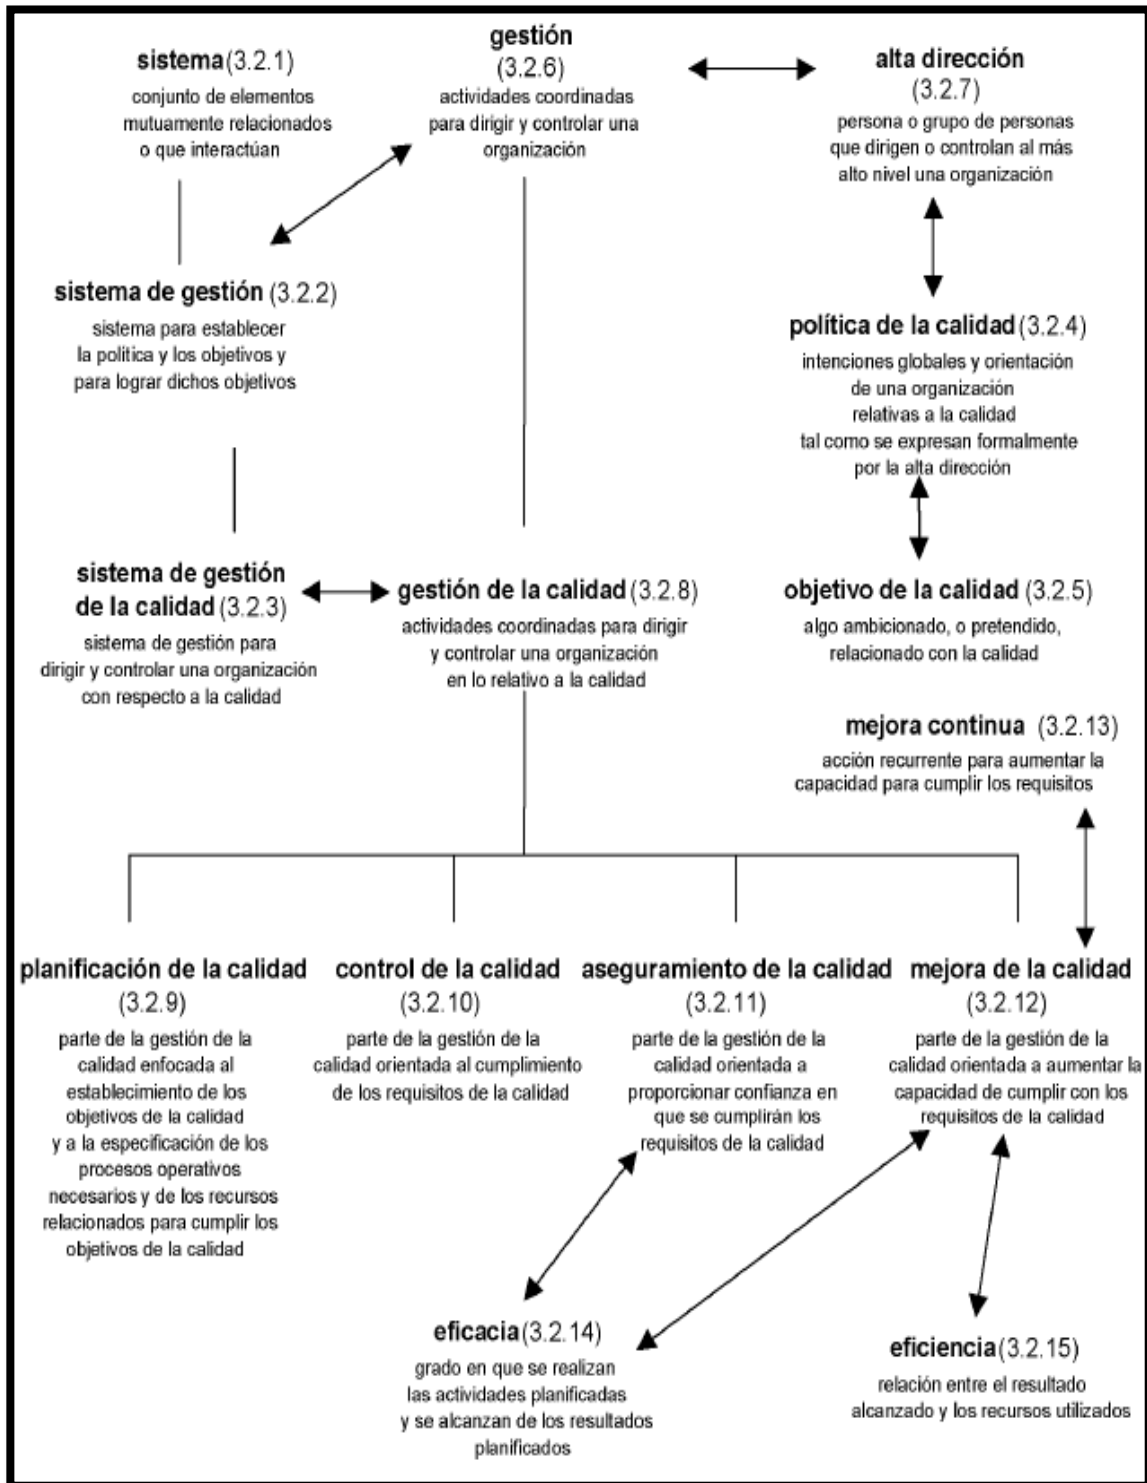 sistema (3.2.1)
conjunto de elementos
mutuamente relacionados
o que interactúan
gestión
(3.2.6)
actividades coordinadas
para dirigir y controlar una
organización
alta dirección
(3.2.7)
persona o grupo de personas
que dirigen o controlan al más
alto nivel una organización
sistema de gestión (3.2.2)
sistema para establecer
la política y los objetivos y
para lograr dichos objetivos
política de la calidad (3.2.4)
intenciones globales y orientación
de una organización
relativas a la calidad
tal como se expresan formalmente
por la alta dirección
sistema de gestión
de la calidad (3.2.3)
sistema de gestión para
dirigir y controlar una organización
con respecto a la calidad
gestión de la calidad (3.2.8)
actividades coordinadas para dirigir
y controlar una organización
en lo relativo a la calidad
objetivo de la calidad (3.2.5)
algo ambicionado, o pretendido,
relacionado con la calidad
mejora continua (3.2.13)
acción recurrente para aumentar la
capacidad para cumplir los requisitos
planificación de la calidad
(3.2.9)
parte de la gestión de la
calidad enfocada al
establecimiento de los
objetivos de la calidad
y a la especificación de los
procesos operativos
necesarios y de los recursos
relacionados para cumplir los
objetivos de la calidad
control de la calidad
(3.2.10)
parte de la gestión de la
calidad orientada al cumplimiento
de los requisitos de la calidad
aseguramiento de la calidad
(3.2.11)
parte de la gestión de la
calidad orientada a
proporcionar confianza en
que se cumplirán los
requisitos de la calidad
mejora de la calidad
(3.2.12)
parte de la gestión de la
calidad orientada a aumentar la
capacidad de cumplir con los
requisitos de la calidad
eficacia (3.2.14)
grado en que se realizan
las actividades planificadas
y se alcanzan de los resultados
planificados
eficiencia (3.2.15)
relación entre el resultado
alcanzado y los recursos utilizados